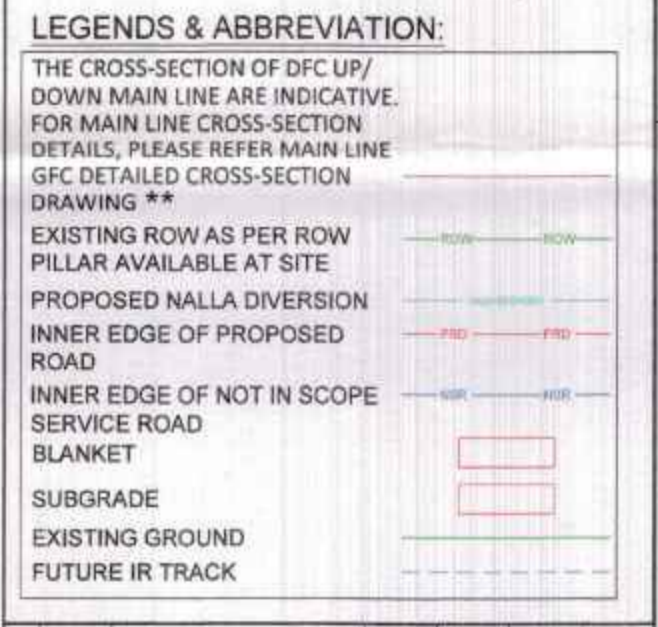 LEGENDS & ABBREVIATION:
THE CROSS-SECTION OF DFC UP/
DOWN MAIN LINE ARE INDICATIVE.
FOR MAIN LINE CROSS-SECTION
DETAILS, PLEASE REFER MAIN LINE
GFC DETAILED CROSS-SECTION
DRAWING **
EXISTING ROW AS PER ROW ROW ROW
PILLAR AVAILABLE AT SITE
PROPOSED NALLA DIVERSION
INNER EDGE OF PROPOSED PRD PRD
ROAD
INNER EDGE OF NOT IN SCOPE
SERVICE ROAD
BLANKET
SUBGRADE
EXISTING GROUND
FUTURE IR TRACK